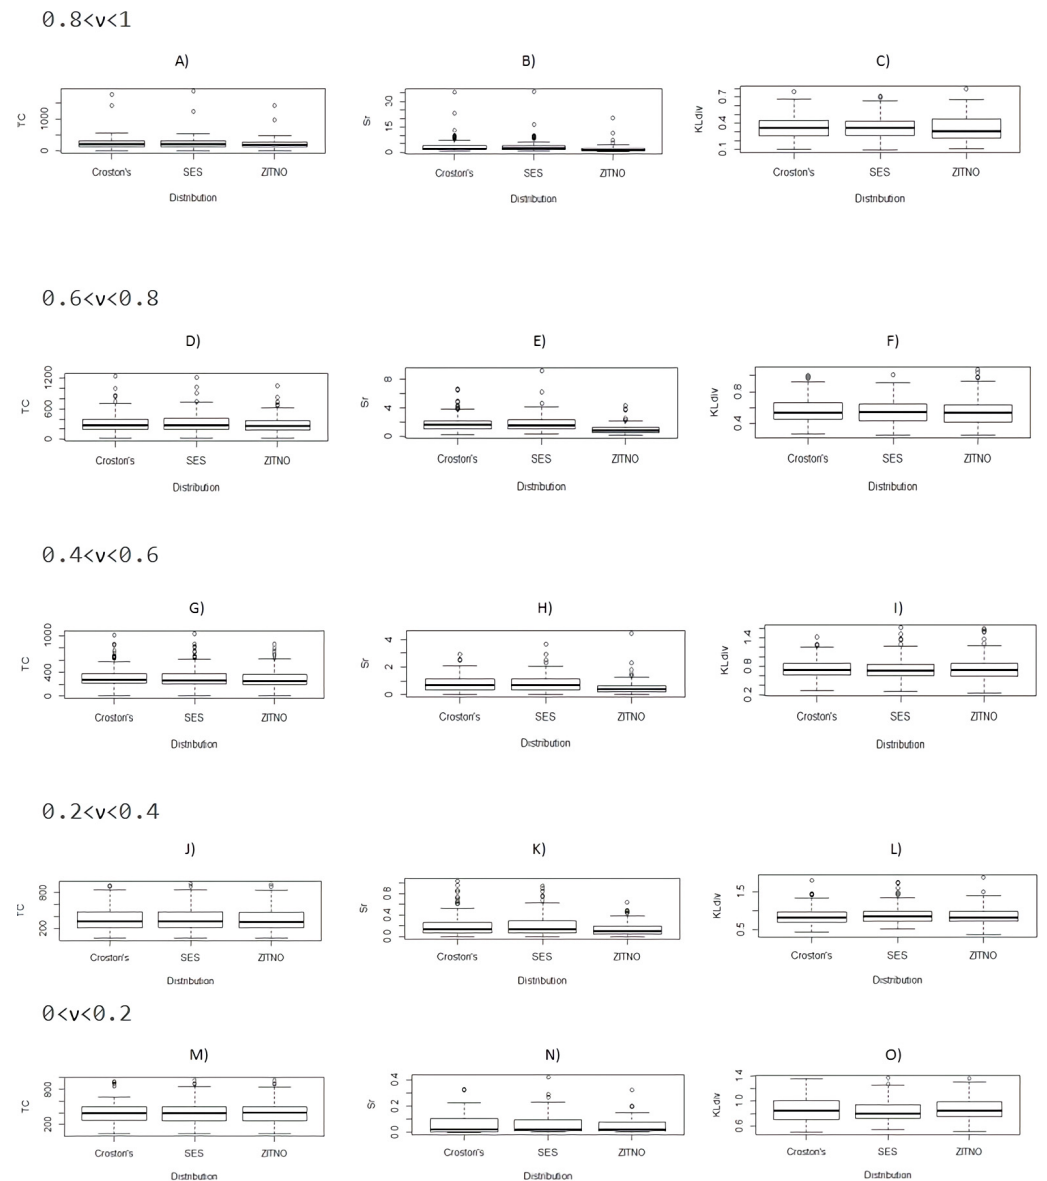 0.8<ν<1
A) B) C)
TC 0 1000
Croston's SES ZITNO
Distribution
Sr 0 15 30
Croston's SES ZITNO
Distribution
KLdiv 0.1 0.4 0.7
Croston's SES ZITNO
Distribution
0.6<ν<0.8
D) E) F)
TC 0 600 1200
Croston's SES ZITNO
Distribution
Sr 0 4 8
Croston's SES ZITNO
Distribution
KLdiv 0.4 0.8
Croston's SES ZITNO
Distribution
0.4<ν<0.6
G) H) I)
TC 0 400 1000
Croston's SES ZITNO
Distribution
Sr 0 2 4
Croston's SES ZITNO
Distribution
KLdiv 0.2 0.8 1.4
Croston's SES ZITNO
Distribution
0.2<ν<0.4
J) K) L)
TC 200 800
Croston's SES ZITNO
Distribution
Sr 0.0 0.4 0.8
Croston's SES ZITNO
Distribution
KLdiv 0.5 1.5
Croston's SES ZITNO
Distribution
0<ν<0.2
M) N) O)
TC 200 800
Croston's SES ZITNO
Distribution
Sr 0.0 0.2 0.4
Croston's SES ZITNO
Distribution
KLdiv 0.6 1.0 1.4
Croston's SES ZITNO
Distribution